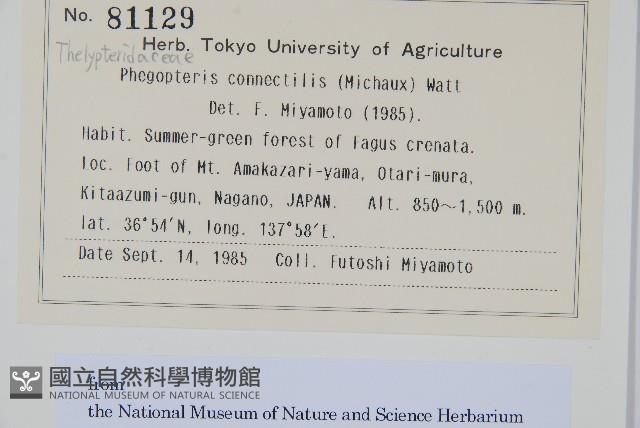 No. 81129
Herb. Tokyo University of Agriculture
Thelypteridaceae
Phegopteris connectilis (Michaux) Watt
Det. F. Miyamoto (1985).
Habit. Summer-green forest of Fagus crenata.
Loc. Foot of Mt. Amakazari-yama, Otari-mura,
Kitaazumi-gun, Nagano, JAPAN. Alt. 850~1,500 m.
lat. 36°54′N, long. 137°58′E.
Date Sept. 14, 1985 Coll. Futoshi Miyamoto
from
國立自然科學博物館
NATIONAL MUSEUM OF NATURAL SCIENCE
the National Museum of Nature and Science Herbarium